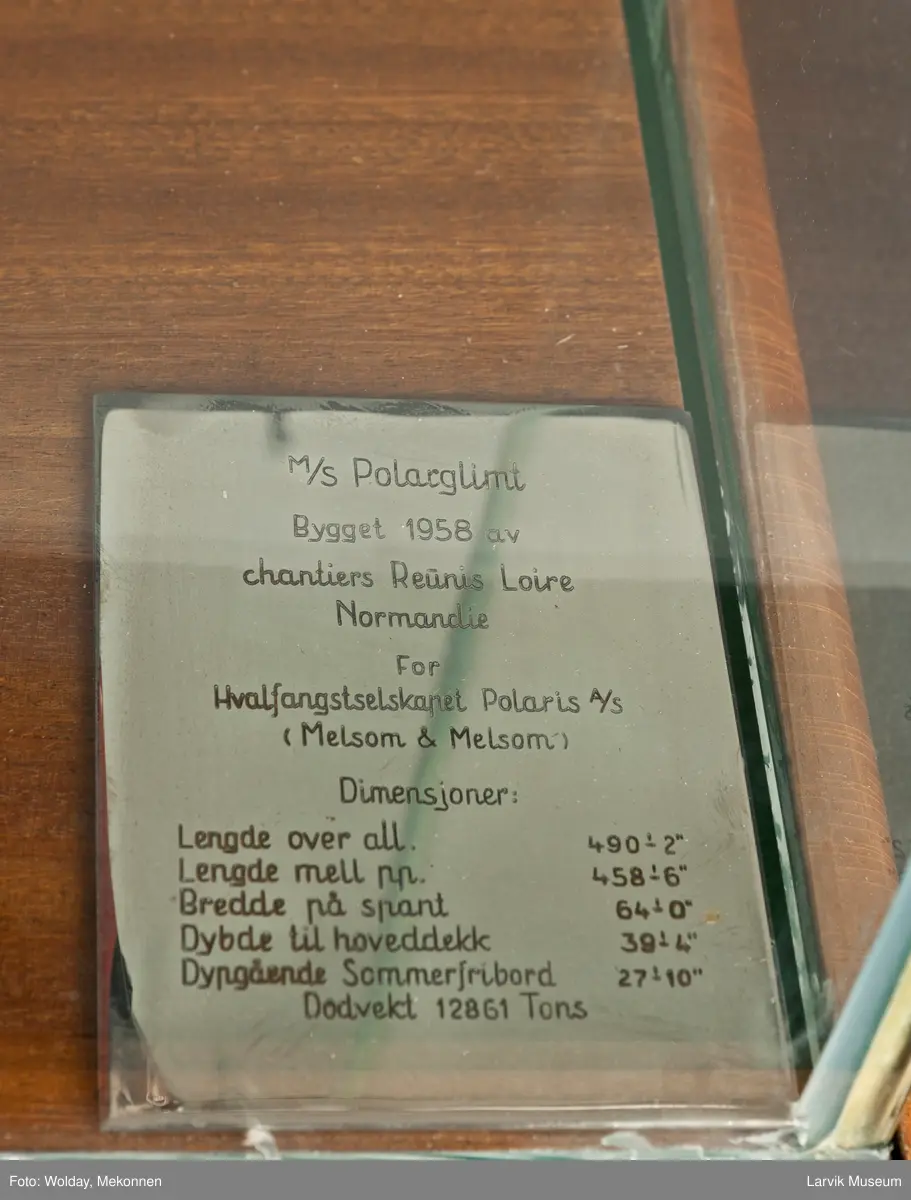 M/s Polarglimt
Bygget 1958 av
chantiers Reūnis Loire
Normandie
For
Hvalfangstselskapet Polaris A/s
( Melsom & Melsom )
Dimensjoner:
Lengde over all. 490'-2"
Lengde mell pp. 458'-6"
Bredde på spant 64'-0"
Dybde til hoveddekk 39'-4"
Dypgående Sommerfribord 27'-10"
Dodvekt 12861 Tons
Foto: Wolday, Mekonnen
Larvik Museum